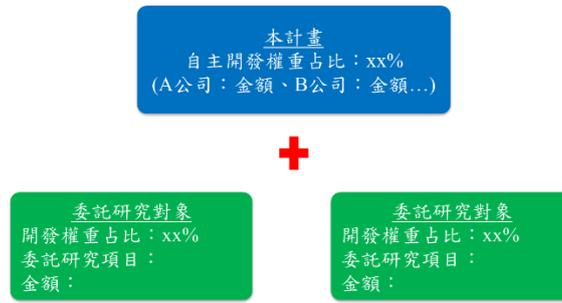 本計畫
自主開發權重占比：xx%
(A公司：金額、B公司：金額…)
委託研究對象
開發權重占比：xx%
委託研究項目：
金額：
委託研究對象
開發權重占比：xx%
委託研究項目：
金額：